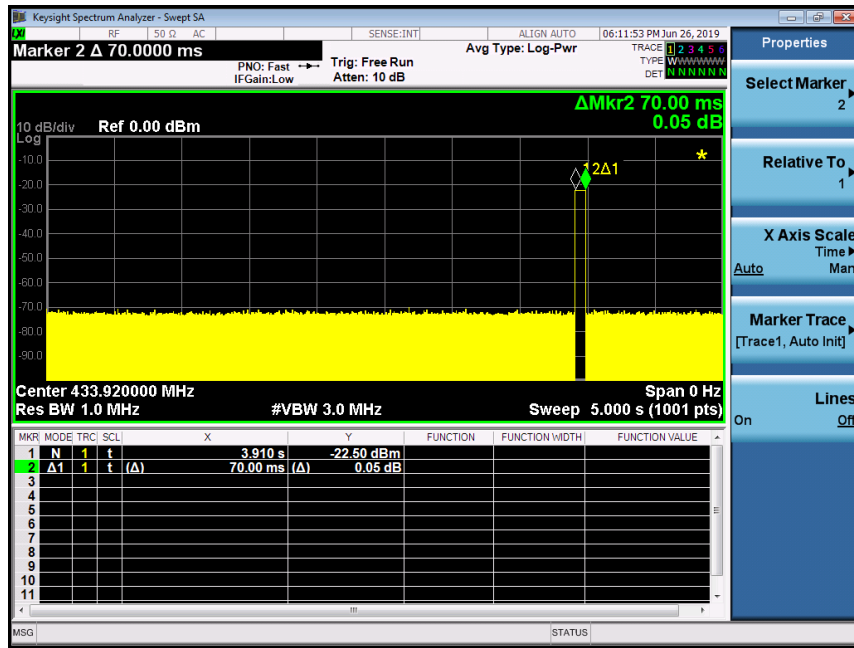 Keysight Spectrum Analyzer - Swept SA
LXI RF 50 Ω AC SENSE:INT ALIGN AUTO 06:11:53 PM Jun 26, 2019
Marker 2 Δ 70.0000 ms
PNO: Fast
IFGain:Low
Trig: Free Run
Atten: 10 dB
Avg Type: Log-Pwr
TRACE 1 2 3 4 5 6
TYPE WWWWWW
DET N N N N N N
ΔMkr2 70.00 ms
0.05 dB
10 dB/div Ref 0.00 dBm
Log
-10.0
-20.0
-30.0
-40.0
-50.0
-60.0
-70.0
-80.0
-90.0
1 2Δ1
*
Center 433.920000 MHz Span 0 Hz
Res BW 1.0 MHz #VBW 3.0 MHz Sweep 5.000 s (1001 pts)
MKR MODE TRC SCL X Y FUNCTION FUNCTION WIDTH FUNCTION VALUE
1 N 1 t 3.910 s -22.50 dBm
2 Δ1 1 t (Δ) 70.00 ms (Δ) 0.05 dB
3
4
5
6
7
8
9
10
11
MSG STATUS
Properties
Select Marker
2
Relative To
1
X Axis Scale
Time
Auto Man
Marker Trace
[Trace1, Auto Init]
Lines
On Off